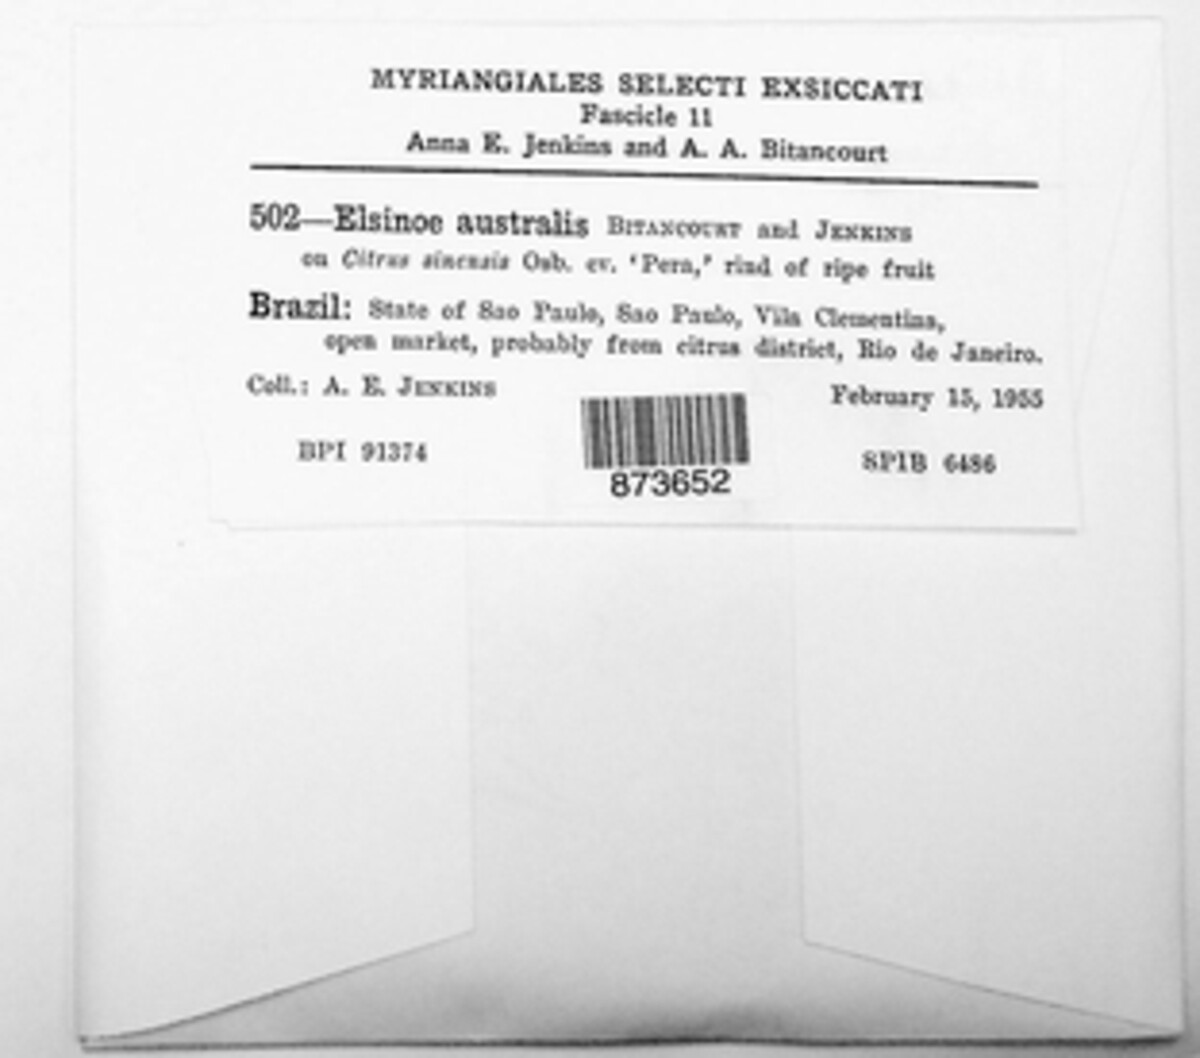 MYRIANGIALES SELECTI EXSICCATI
Fascicle 11
Anna E. Jenkins and A. A. Bitancourt
502—Elsinoe australis BITANCOURT and JENKINS
on Citrus sinensis Osb. cv. 'Pera,' rind of ripe fruit
Brazil: State of Sao Paulo, Sao Paulo, Vila Clementina,
open market, probably from citrus district, Rio de Janeiro.
Coll.: A. E. JENKINS
February 15, 1955
BPI 91374
SPIB 6486
873652